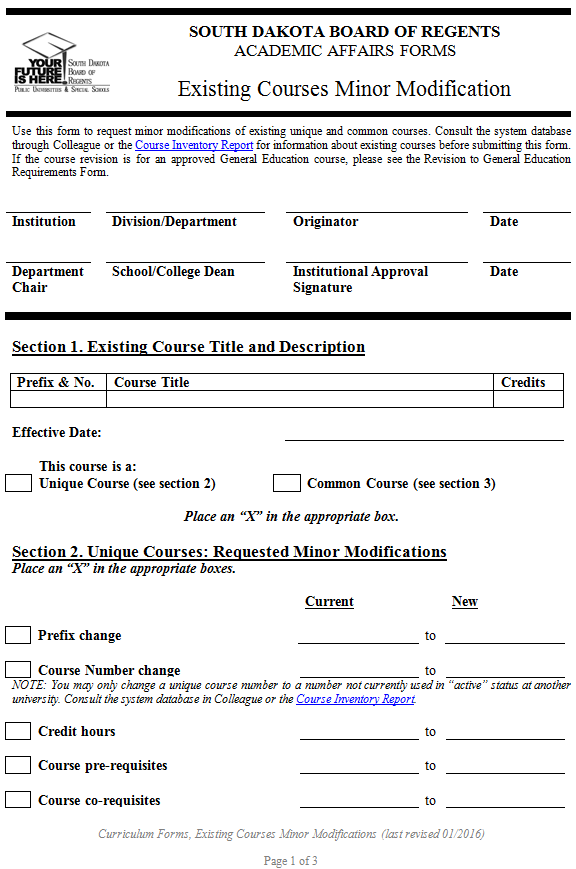 SOUTH DAKOTA BOARD OF REGENTS
ACADEMIC AFFAIRS FORMS
Existing Courses Minor Modification
YOUR
FUTURE
IS HERE.
SOUTH DAKOTA
BOARD OF
REGENTS
PUBLIC UNIVERSITIES & SPECIAL SCHOOLS
Use this form to request minor modifications of existing unique and common courses. Consult the system database
through Colleague or the Course Inventory Report for information about existing courses before submitting this form.
If the course revision is for an approved General Education course, please see the Revision to General Education
Requirements Form.
Institution Division/Department Originator Date
Department School/College Dean Institutional Approval Date
Chair Signature
Section 1. Existing Course Title and Description
Prefix & No. Course Title Credits
Effective Date:
This course is a:
Unique Course (see section 2) Common Course (see section 3)
Place an “X” in the appropriate box.
Section 2. Unique Courses: Requested Minor Modifications
Place an “X” in the appropriate boxes.
Current New
Prefix change to
Course Number change to
NOTE: You may only change a unique course number to a number not currently used in “active” status at another
university. Consult the system database in Colleague or the Course Inventory Report.
Credit hours to
Course pre-requisites to
Course co-requisites to
Curriculum Forms, Existing Courses Minor Modifications (last revised 01/2016)
Page 1 of 3